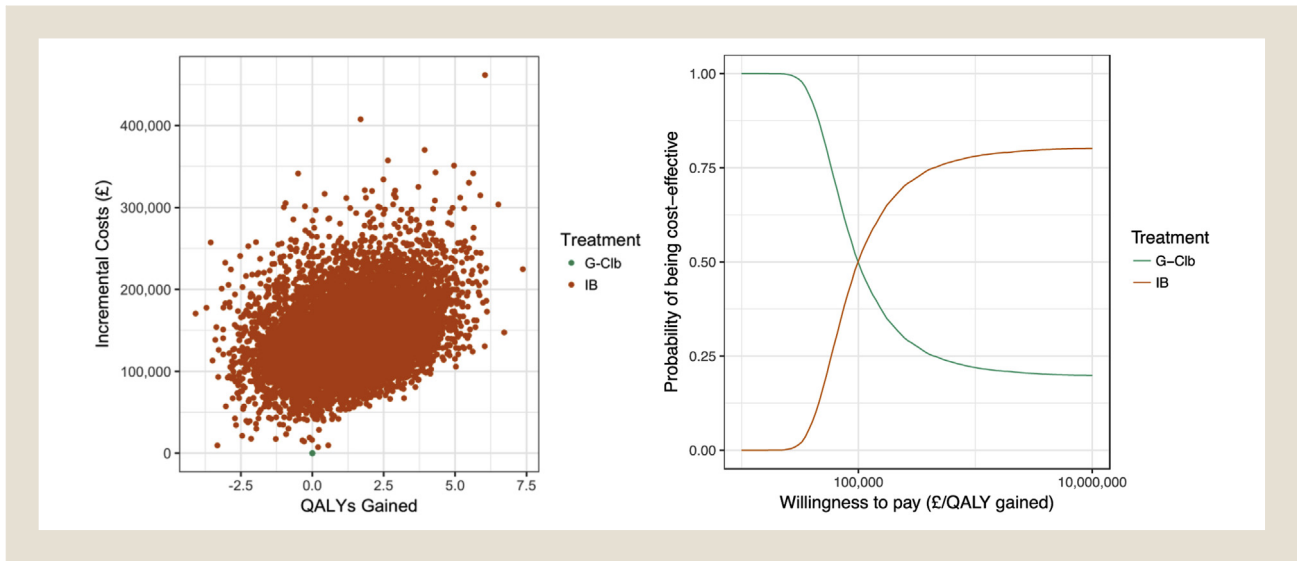 Incremental Costs (£)
400,000
300,000
200,000
100,000
0
-2.5
0.0
2.5
5.0
7.5
QALYs Gained
Treatment
G-Clb
IB
Probability of being cost−effective
1.00
0.75
0.50
0.25
0.00
100,000
10,000,000
Willingness to pay (£/QALY gained)
Treatment
G−Clb
IB